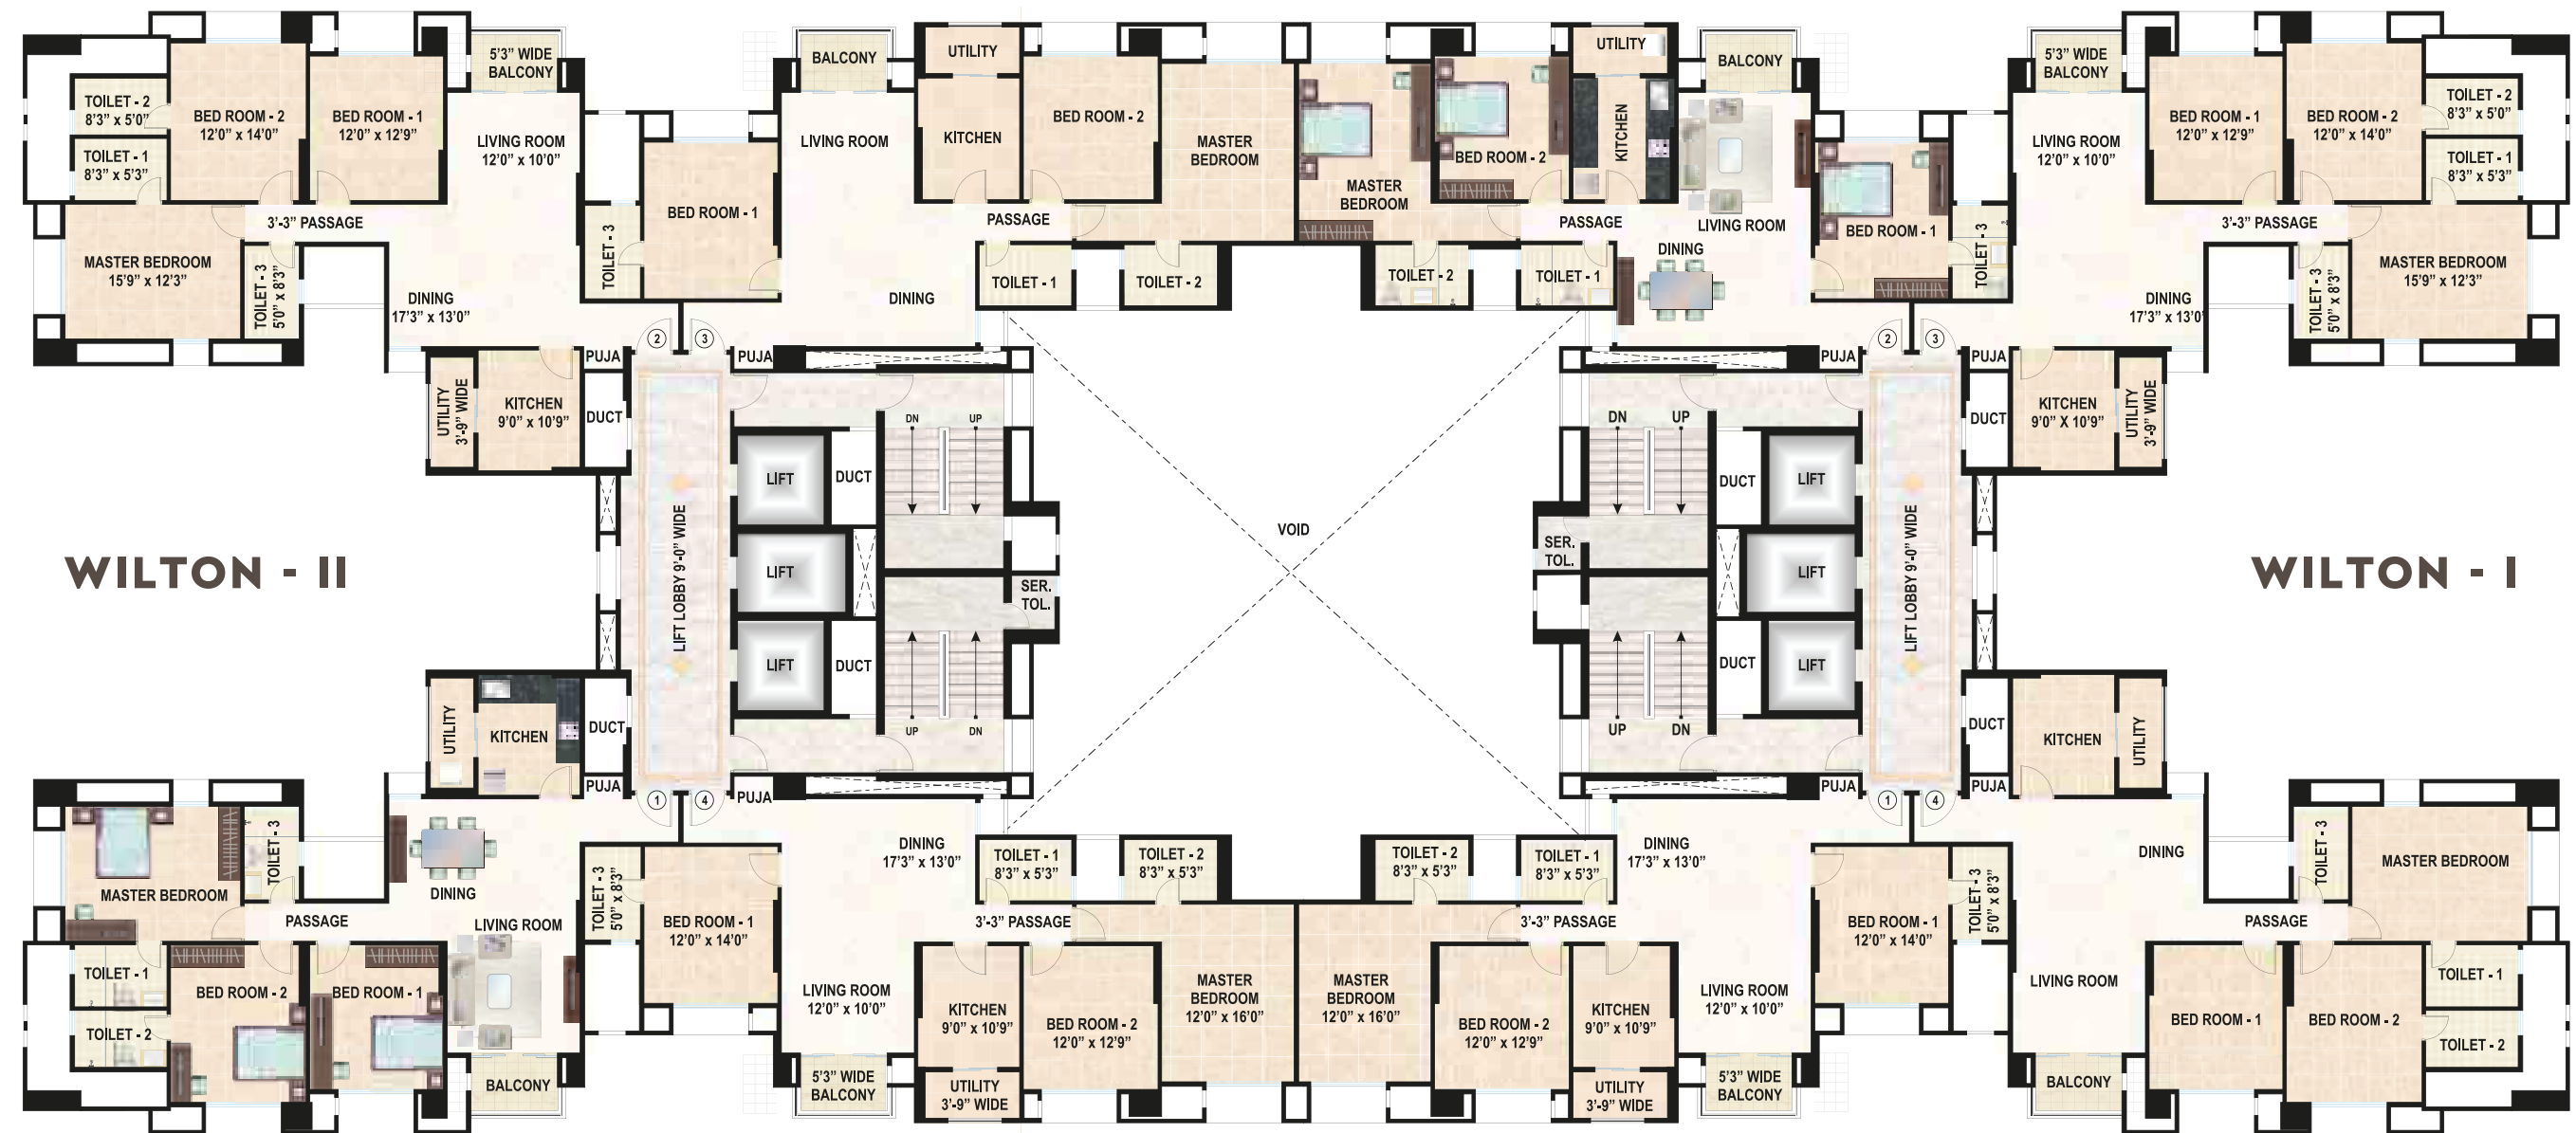 5'3" WIDE
BALCONY
TOILET - 2
8'3" x 5'0"
BED ROOM - 2
12'0" x 14'0"
BED ROOM - 1
12'0" x 12'9"
LIVING ROOM
12'0" x 10'0"
TOILET - 1
8'3" x 5'3"
3'-3" PASSAGE
MASTER BEDROOM
15'9" x 12'3"
TOILET - 3
5'0" x 8'3"
DINING
17'3" x 13'0"
UTILITY
3'-9" WIDE
KITCHEN
9'0" x 10'9"
PUJA
DUCT
2
BALCONY
UTILITY
LIVING ROOM
KITCHEN
BED ROOM - 2
MASTER
BEDROOM
BED ROOM - 1
TOILET - 3
PASSAGE
TOILET - 1
TOILET - 2
DINING
3
PUJA
UTILITY
BALCONY
BED ROOM - 2
KITCHEN
MASTER
BEDROOM
PASSAGE
LIVING ROOM
BED ROOM - 1
DINING
TOILET - 2
TOILET - 1
TOILET - 3
PUJA
2
5'3" WIDE
BALCONY
LIVING ROOM
12'0" x 10'0"
BED ROOM - 1
12'0" x 12'9"
BED ROOM - 2
12'0" x 14'0"
TOILET - 2
8'3" x 5'0"
TOILET - 1
8'3" x 5'3"
3'-3" PASSAGE
MASTER BEDROOM
15'9" x 12'3"
TOILET - 3
5'0" x 8'3"
DINING
17'3" x 13'0"
3
PUJA
DUCT
KITCHEN
9'0" X 10'9"
UTILITY
3'-9" WIDE
WILTON - II
LIFT LOBBY 9'-0" WIDE
LIFT
LIFT
LIFT
DUCT
DUCT
DN
UP
SER.
TOL.
UP
DN
VOID
DN
UP
SER.
TOL.
UP
DN
DUCT
DUCT
LIFT
LIFT
LIFT
LIFT LOBBY 9'-0" WIDE
WILTON - I
UTILITY
KITCHEN
DUCT
PUJA
1
MASTER BEDROOM
TOILET - 3
DINING
PASSAGE
LIVING ROOM
TOILET - 1
BED ROOM - 2
BED ROOM - 1
TOILET - 2
BALCONY
4
PUJA
DINING
17'3" x 13'0"
TOILET - 1
8'3" x 5'3"
TOILET - 2
8'3" x 5'3"
TOILET - 3
5'0" x 8'3"
BED ROOM - 1
12'0" x 14'0"
3'-3" PASSAGE
LIVING ROOM
12'0" x 10'0"
KITCHEN
9'0" x 10'9"
BED ROOM - 2
12'0" x 12'9"
MASTER
BEDROOM
12'0" x 16'0"
5'3" WIDE
BALCONY
UTILITY
3'-9" WIDE
PUJA
1
TOILET - 2
8'3" x 5'3"
TOILET - 1
8'3" x 5'3"
DINING
17'3" x 13'0"
3'-3" PASSAGE
BED ROOM - 1
12'0" x 14'0"
TOILET - 3
5'0" x 8'3"
MASTER
BEDROOM
12'0" x 16'0"
BED ROOM - 2
12'0" x 12'9"
KITCHEN
9'0" x 10'9"
LIVING ROOM
12'0" x 10'0"
UTILITY
3'-9" WIDE
5'3" WIDE
BALCONY
DUCT
KITCHEN
UTILITY
PUJA
4
DINING
TOILET - 3
MASTER BEDROOM
PASSAGE
LIVING ROOM
TOILET - 1
BED ROOM - 1
BED ROOM - 2
TOILET - 2
BALCONY